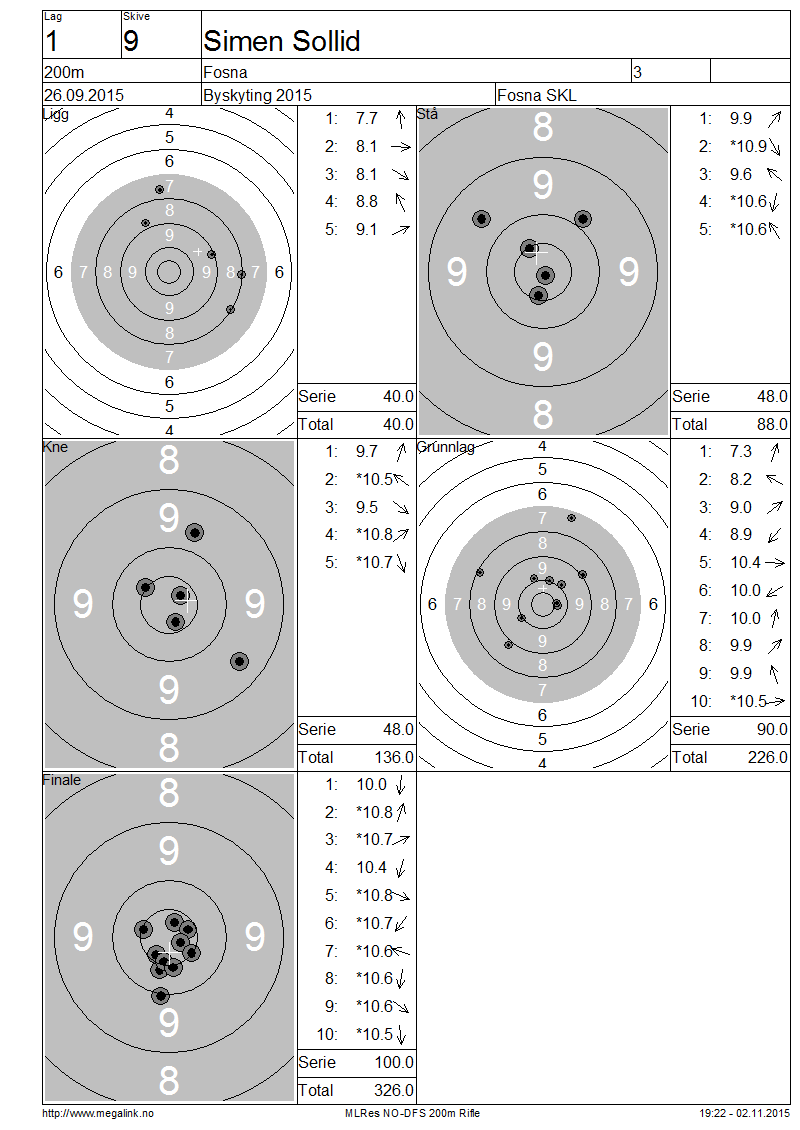 Lag
Skive
1
9
Simen Sollid
200m
Fosna
3
26.09.2015
Byskyting 2015
Fosna SKL
Ligg
4
5
6
7
8
9
6 7 8 9 9 8 7 6
9
8
7
6
5
4
1: 7.7
2: 8.1
3: 8.1
4: 8.8
5: 9.1
Serie 40.0
Total 40.0
Stå
8
9
9 9
9
8
1: 9.9
2: *10.9
3: 9.6
4: *10.6
5: *10.6
Serie 48.0
Total 88.0
Kne
8
9
9 9
9
8
1: 9.7
2: *10.5
3: 9.5
4: *10.8
5: *10.7
Serie 48.0
Total 136.0
Grunnlag
4
5
6
7
8
9
6 7 8 9 9 8 7 6
9
8
7
6
5
4
1: 7.3
2: 8.2
3: 9.0
4: 8.9
5: 10.4
6: 10.0
7: 10.0
8: 9.9
9: 9.9
10: *10.5
Serie 90.0
Total 226.0
Finale
8
9
9 9
9
8
1: 10.0
2: *10.8
3: *10.7
4: 10.4
5: *10.8
6: *10.7
7: *10.6
8: *10.6
9: *10.6
10: *10.5
Serie 100.0
Total 326.0
http://www.megalink.no
MLRes NO-DFS 200m Rifle
19:22 - 02.11.2015